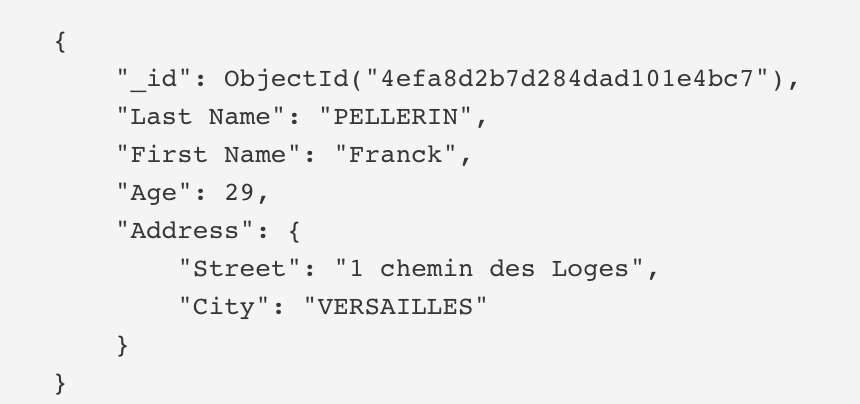 {
    "_id": ObjectId("4efa8d2b7d284dad101e4bc7"),
    "Last Name": "PELLERIN",
    "First Name": "Franck",
    "Age": 29,
    "Address": {
        "Street": "1 chemin des Loges",
        "City": "VERSAILLES"
    }
}